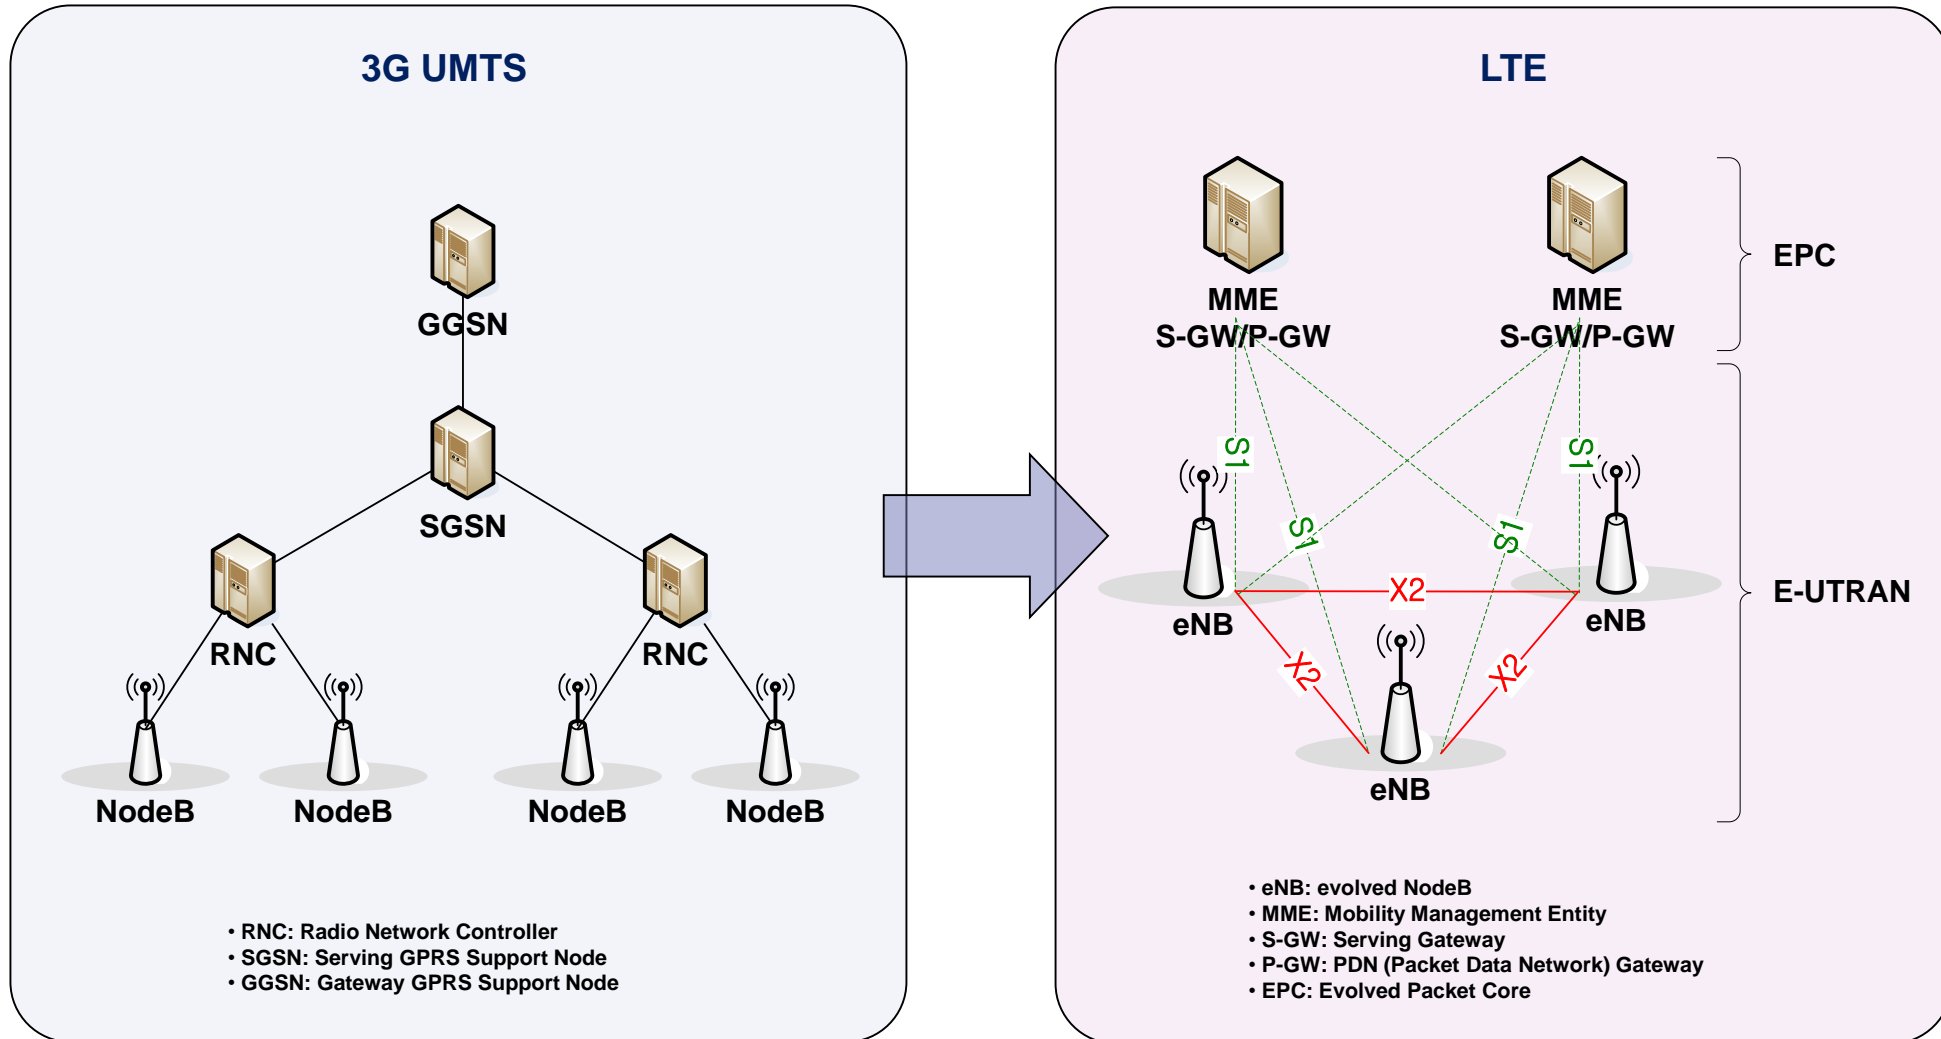 3G UMTS
GGSN
SGSN
RNC
RNC
NodeB
NodeB
NodeB
NodeB
• RNC: Radio Network Controller
• SGSN: Serving GPRS Support Node
• GGSN: Gateway GPRS Support Node
LTE
MME
S-GW/P-GW
MME
S-GW/P-GW
EPC
S1
S1
S1
S1
X2
eNB
eNB
E-UTRAN
X2
X2
eNB
• eNB: evolved NodeB
• MME: Mobility Management Entity
• S-GW: Serving Gateway
• P-GW: PDN (Packet Data Network) Gateway
• EPC: Evolved Packet Core